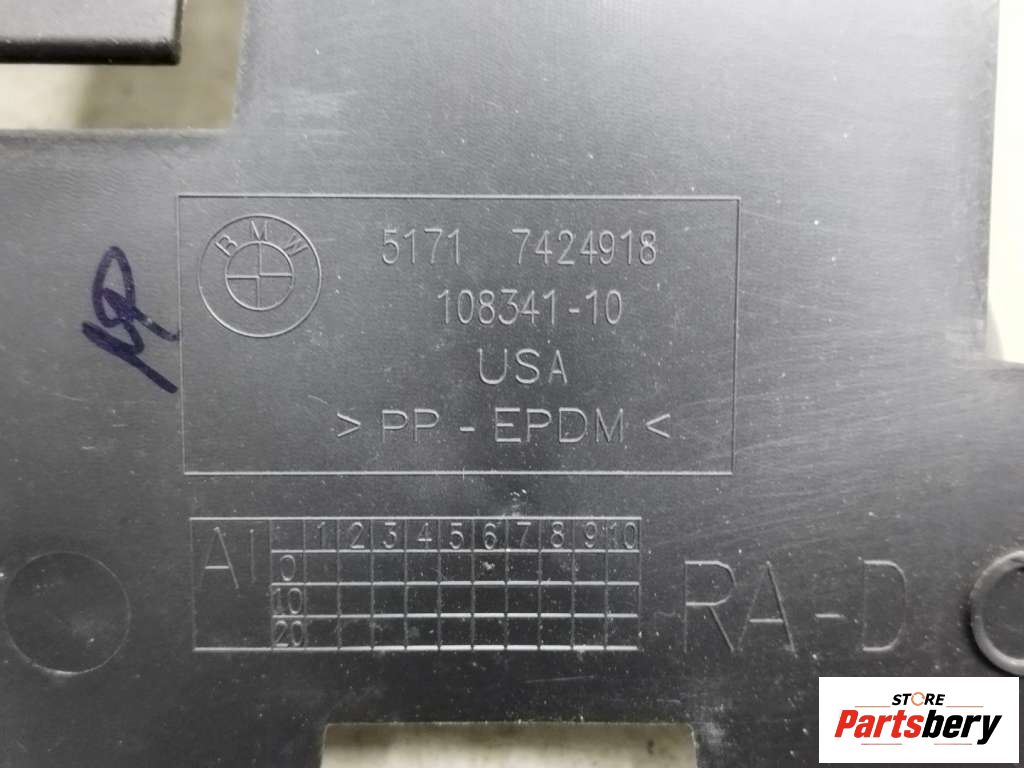 BMW
5171 7424918
108341-10
USA
> PP - EPDM <
AI 1 2 3 4 5 6 7 8 9 10
0
10
20
RA-D
STORE
Partsbery